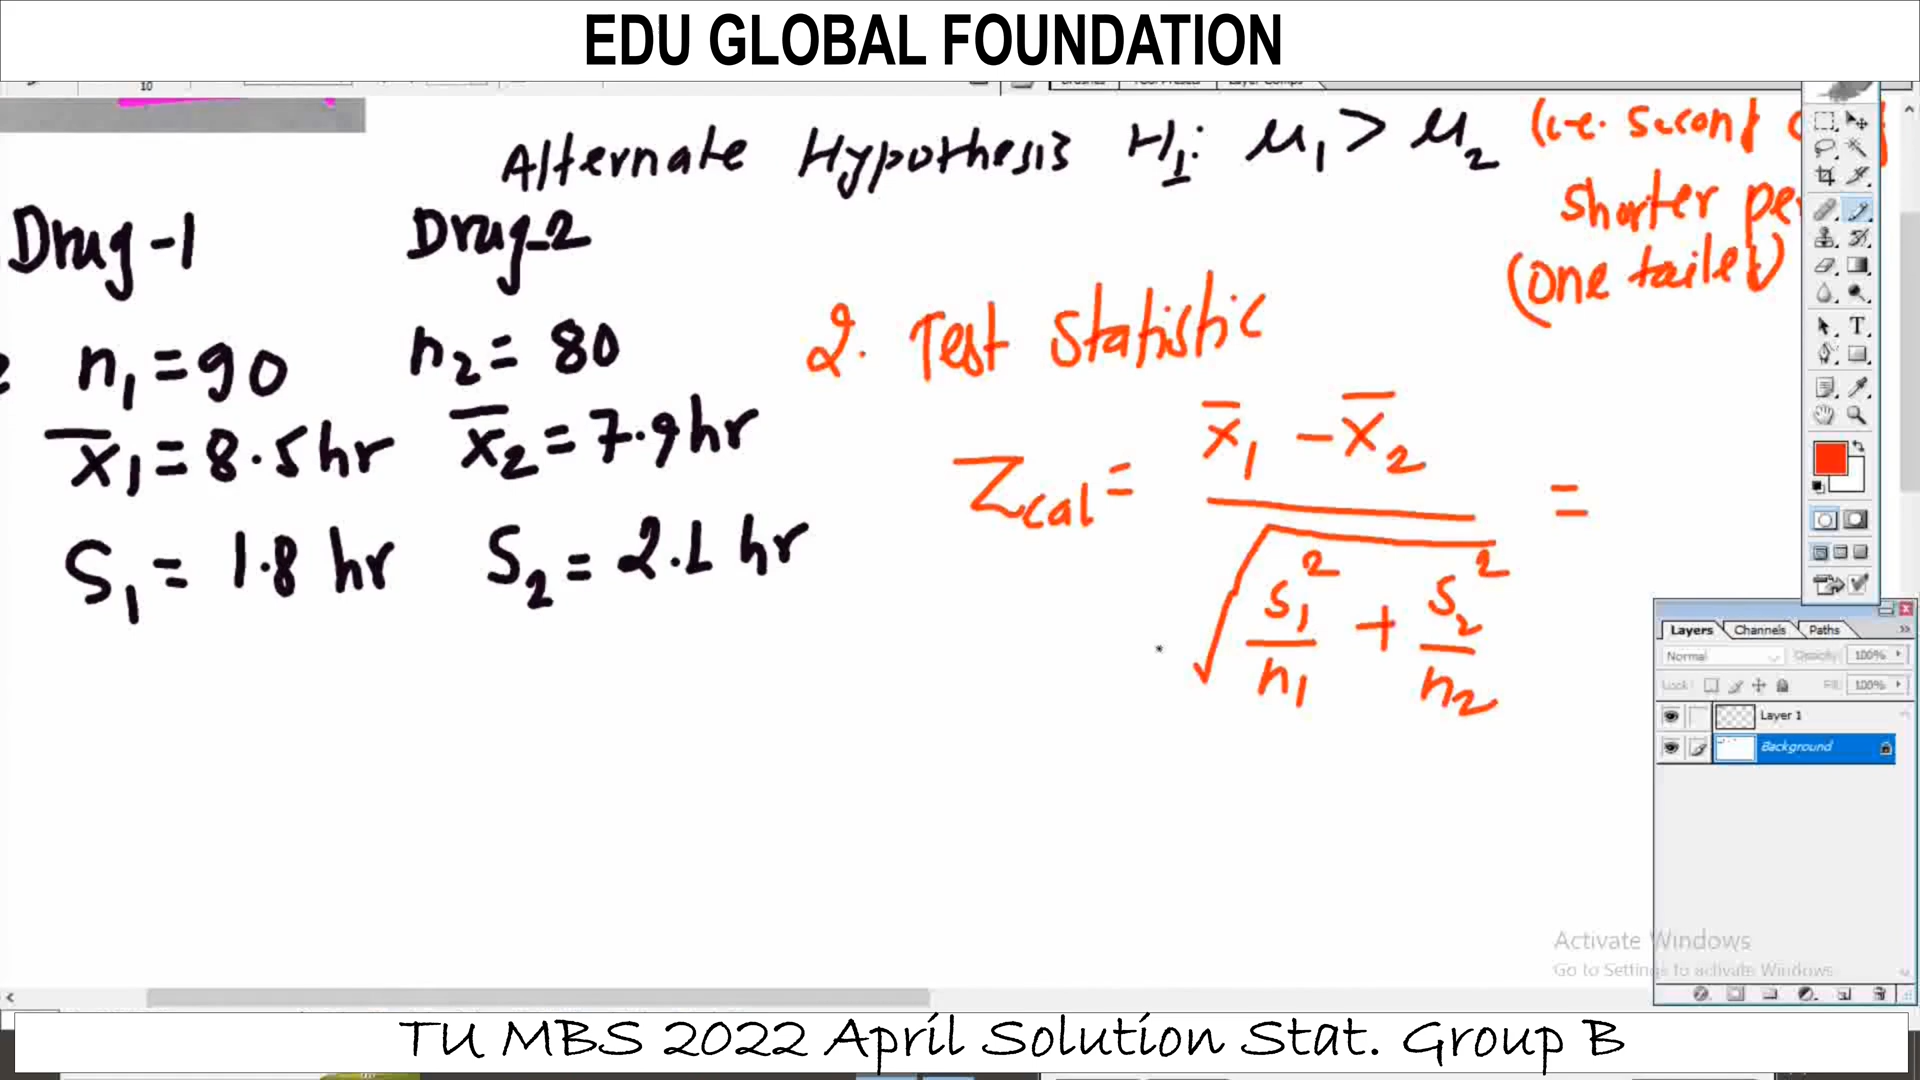 EDU GLOBAL FOUNDATION
10
Alternate Hypothesis H₁: μ₁ > μ₂
(i.e. second
shorter
(one tailed)
Drug-1
Drug-2
n₁ = 90
n₂ = 80
x̅₁ = 8.5 hr
x̅₂ = 7.9 hr
S₁ = 1.8 hr
S₂ = 2.1 hr
2. Test Statistic
Zcal =
x̅₁ - x̅₂
=
√
S₁² + S₂²
n₁ n₂
Layers Channels Paths
Normal Opacity: 100%
Lock: Fill: 100%
Layer 1
Background
Activate Windows
Go to Settings to activate Windows.
TU MBS 2022 April Solution Stat. Group B